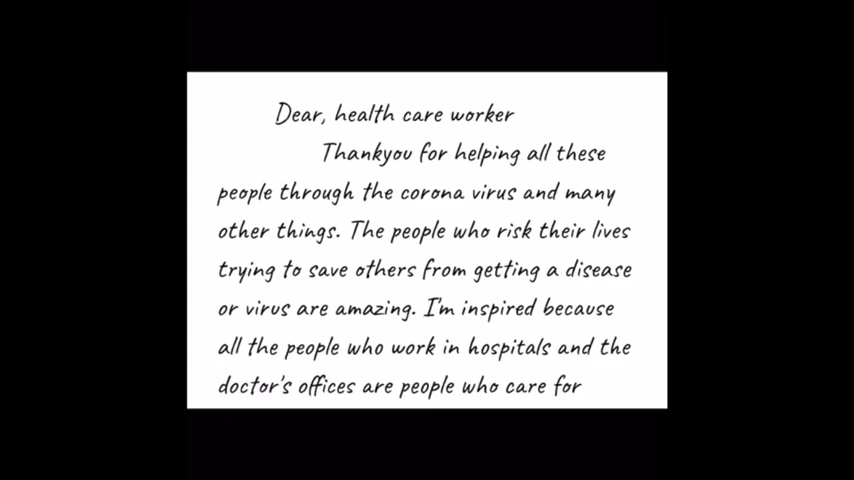 Dear, health care worker
Thankyou for helping all these
people through the corona virus and many
other things. The people who risk their lives
trying to save others from getting a disease
or virus are amazing. I'm inspired because
all the people who work in hospitals and the
doctor's offices are people who care for